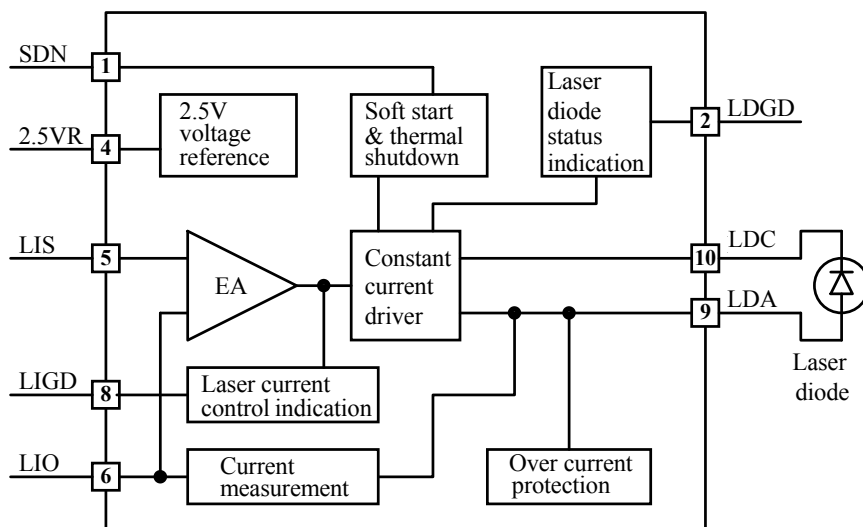 SDN
1
2.5V
voltage
reference
Soft start
& thermal
shutdown
Laser
diode
status
indication
2
LDGD
2.5VR
4
LIS
5
EA
Constant
current
driver
10
LDC
9
LDA
Laser
diode
LIGD
8
Laser current
control indication
LIO
6
Current
measurement
Over current
protection